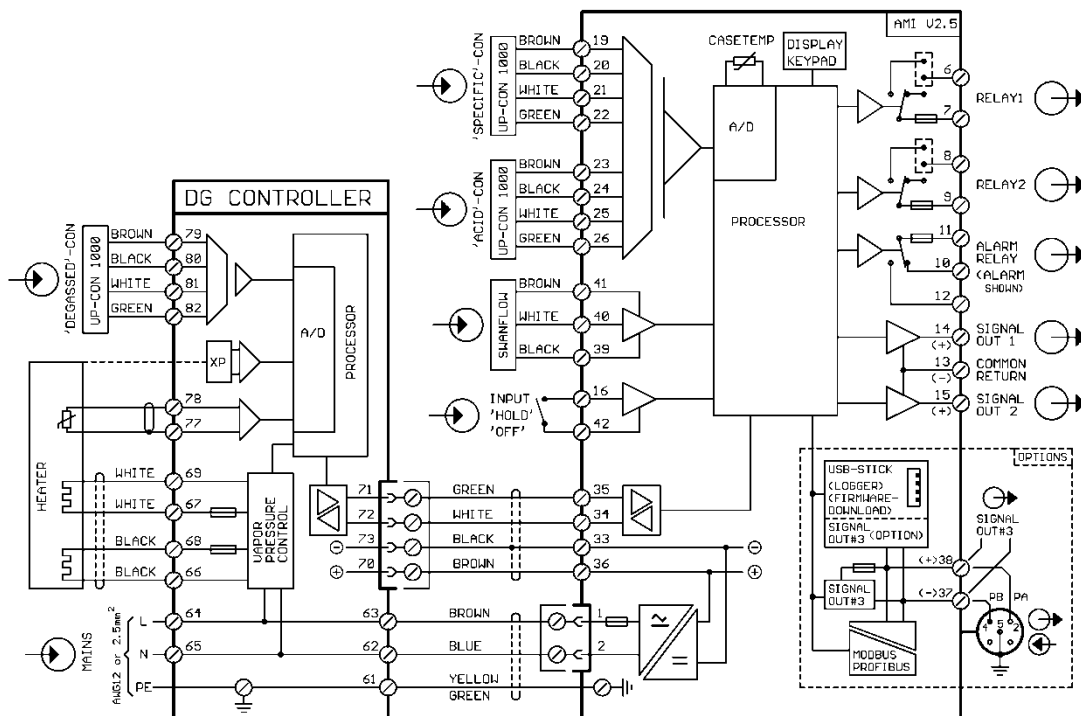 AMI V2.5
'SPECIFIC'-CON
UP-CON 1000
BROWN 19
BLACK 20
WHITE 21
GREEN 22
'ACID'-CON
UP-CON 1000
BROWN 23
BLACK 24
WHITE 25
GREEN 26
CASETEMP
DISPLAY
KEYPAD
A/D
PROCESSOR
6
7
RELAY1
8
9
RELAY2
11
10
12
ALARM
RELAY
(ALARM
SHOWN)
14
(+)
SIGNAL
OUT 1
13
(-)
COMMON
RETURN
15
(+)
SIGNAL
OUT 2
SWANFLOW
BROWN 41
WHITE 40
BLACK 39
INPUT
'HOLD'
'OFF'
16
42
DG CONTROLLER
'DEGASSED'-CON
UP-CON 1000
BROWN 79
BLACK 80
WHITE 81
GREEN 82
A/D
PROCESSOR
XP
HEATER
78
77
WHITE 69
WHITE 67
BLACK 68
BLACK 66
VAPOR
PRESSURE
CONTROL
71 GREEN 35
72 WHITE 34
73 BLACK 33
70 BROWN 36
MAINS
AWG12 or 2.5mm²
L 64
N 65
PE
63 BROWN 1
62 BLUE 2
61 YELLOW
GREEN
OPTIONS
USB-STICK
(LOGGER)
(FIRMWARE-
DOWNLOAD)
SIGNAL
OUT#3 (OPTION)
SIGNAL
OUT#3
SIGNAL
OUT#3
(+)38
(-)37
PB PA
4 5 2
MODBUS
PROFIBUS